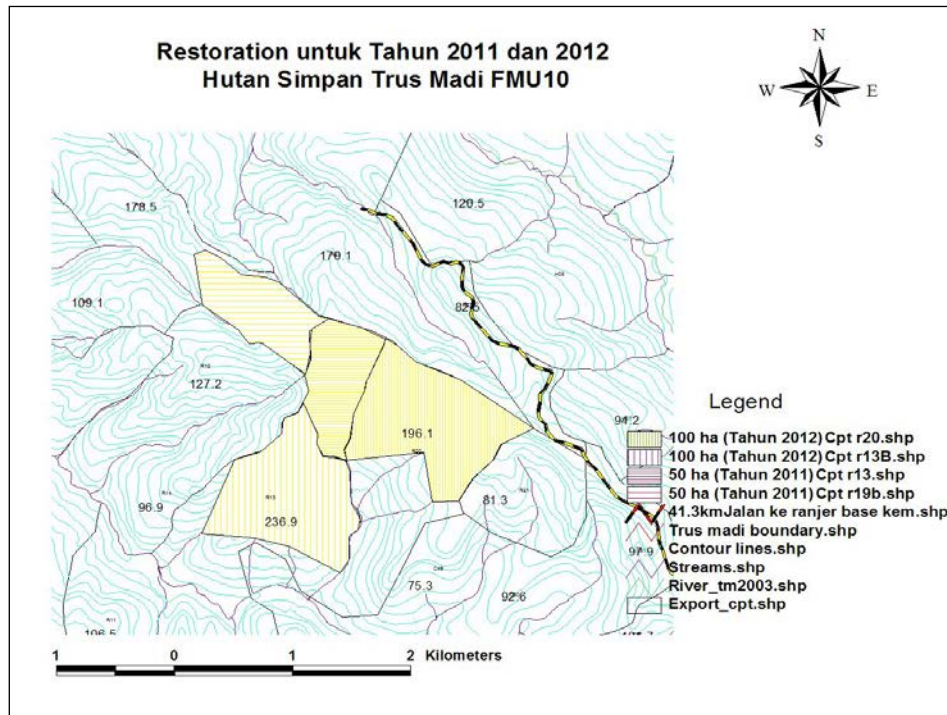 Restoration untuk Tahun 2011 dan 2012
Hutan Simpan Trus Madi FMU10
N
W E
S
178.5
120.5
179.1
109.1
82.5
127.2
94.2
196.1
96.9
236.9
81.3
75.3
92.6
106.5
Legend
100 ha (Tahun 2012) Cpt r20.shp
100 ha (Tahun 2012) Cpt r13B.shp
50 ha (Tahun 2011) Cpt r13.shp
50 ha (Tahun 2011) Cpt r19b.shp
41.3kmJalan ke ranjer base kem.shp
Trus madi boundary.shp
97.9
Contour lines.shp
Streams.shp
River_tm2003.shp
Export_cpt.shp
1 0 1 2 Kilometers